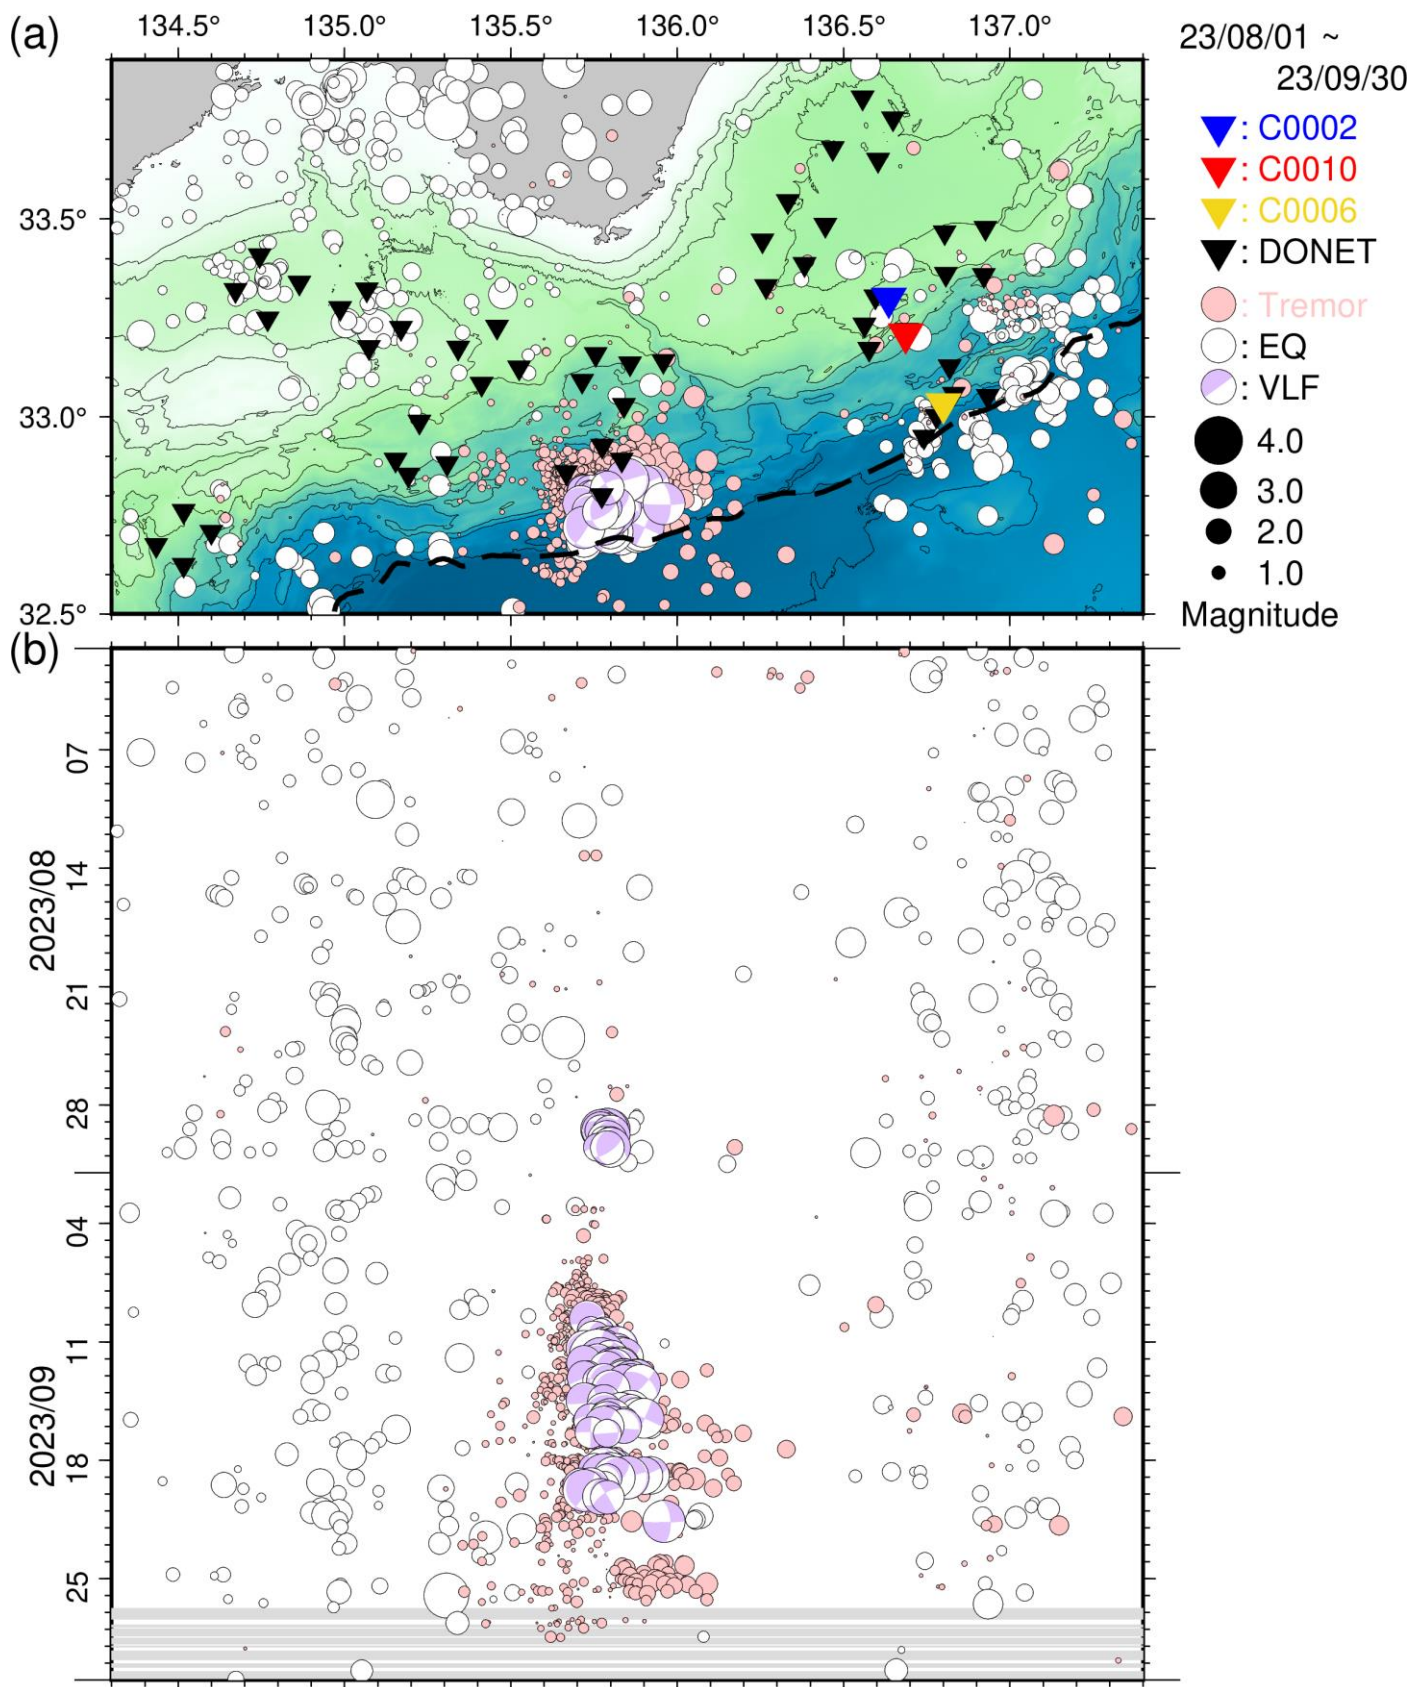 (a)
134.5° 135.0° 135.5° 136.0° 136.5° 137.0°
23/08/01 ~
23/09/30
: C0002
: C0010
: C0006
: DONET
: Tremor
: EQ
: VLF
4.0
3.0
2.0
1.0
Magnitude
33.5°
33.0°
32.5°
(b)
07
14
21
28
2023/08
04
11
18
25
2023/09